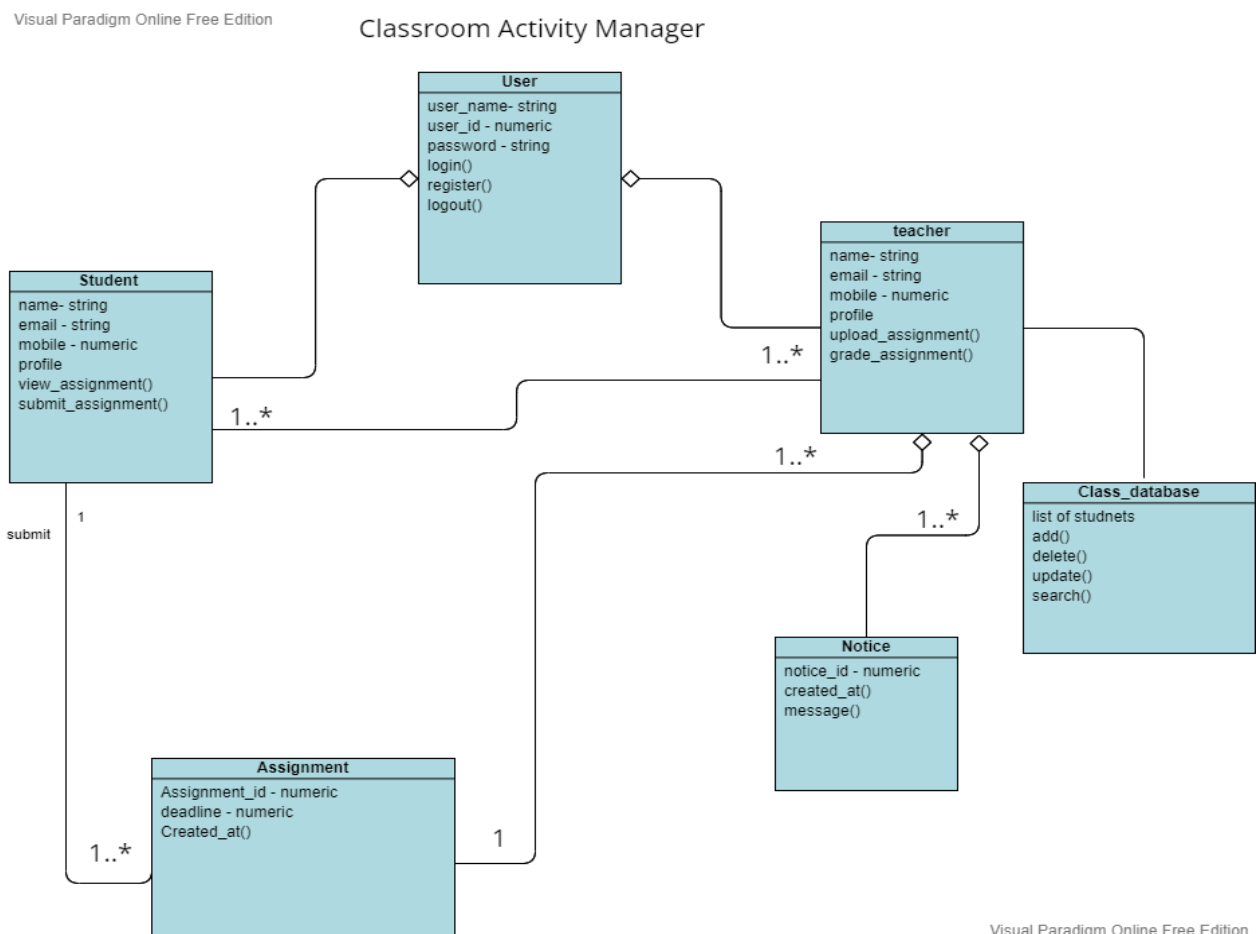 Visual Paradigm Online Free Edition
Classroom Activity Manager
User
user_name- string
user_id - numeric
password - string
login()
register()
logout()
teacher
name- string
email - string
mobile - numeric
profile
upload_assignment()
grade_assignment()
Student
name- string
email - string
mobile - numeric
profile
view_assignment()
submit_assignment()
1..*
1..*
1..*
1..*
Class_database
list of studnets
add()
delete()
update()
search()
submit
1
Notice
notice_id - numeric
created_at()
message()
Assignment
Assignment_id - numeric
deadline - numeric
Created_at()
1..*
1
Visual Paradigm Online Free Edition